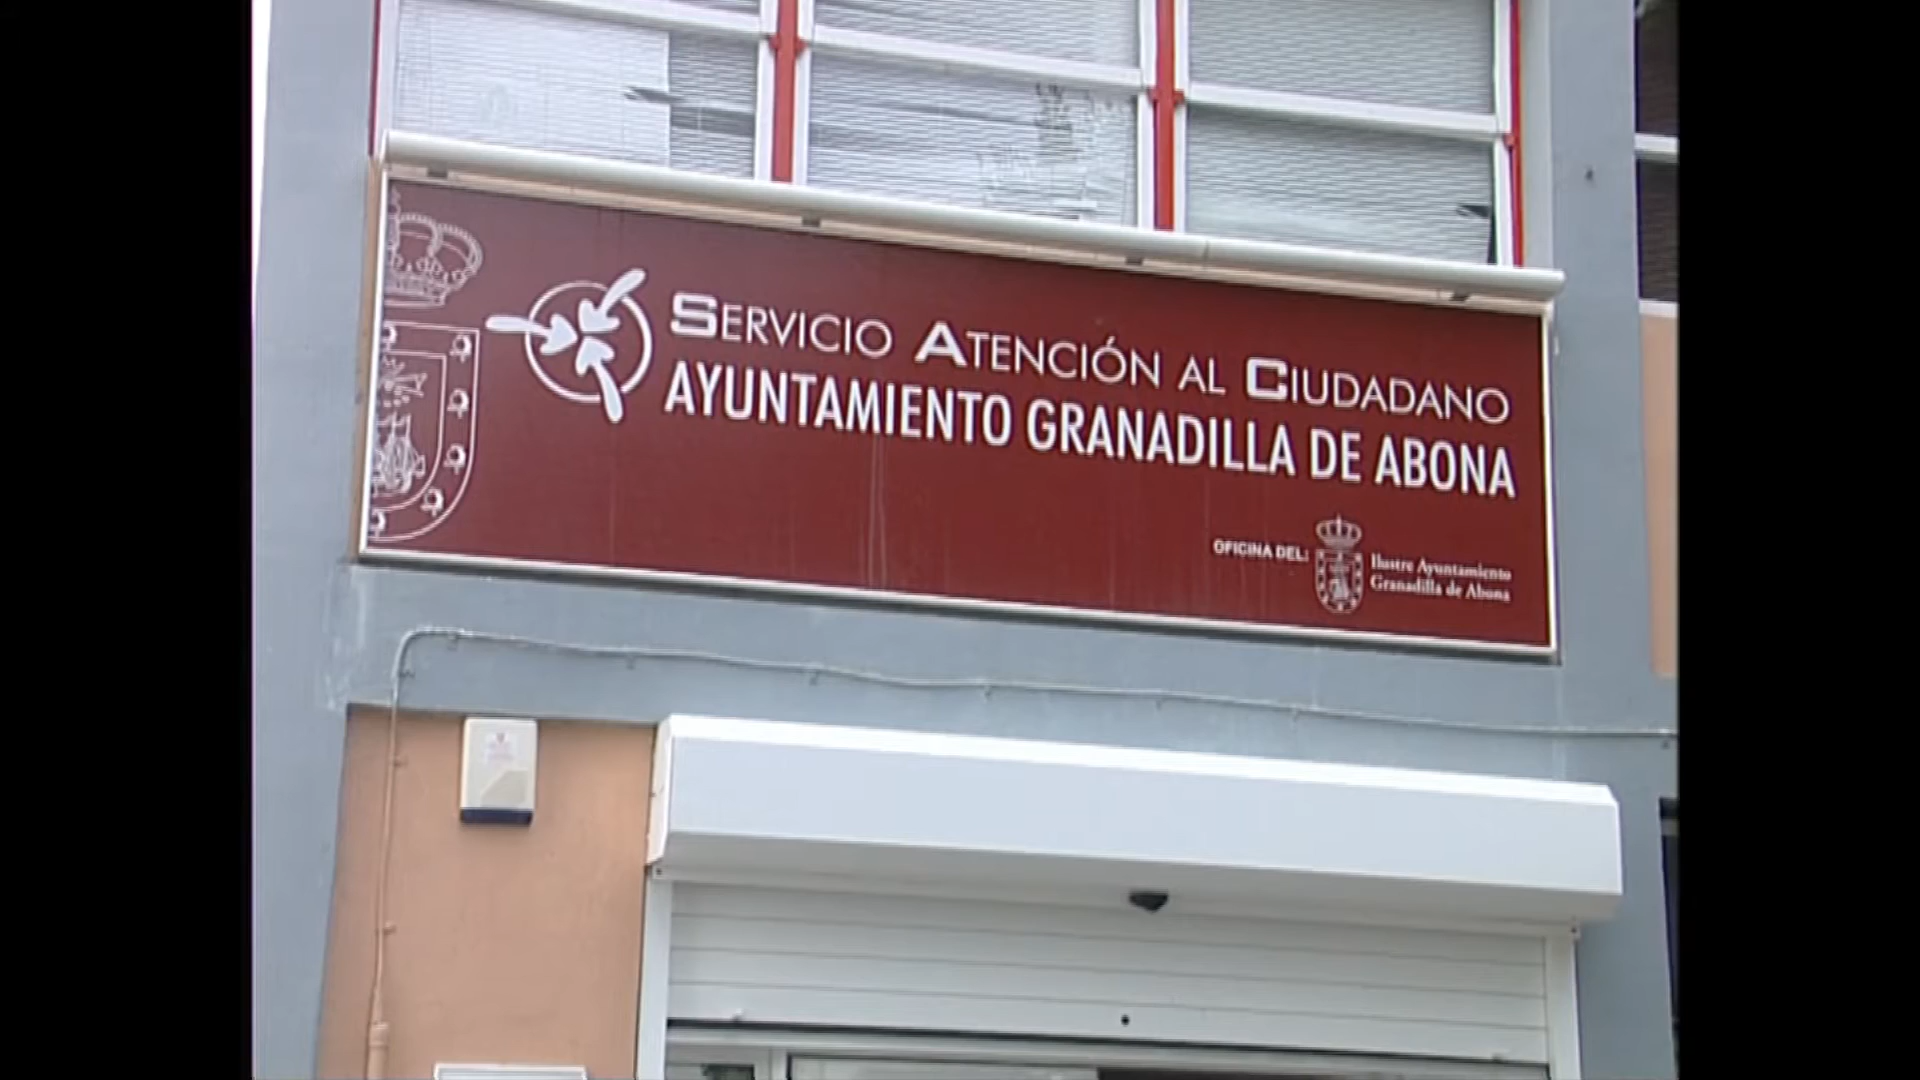 SERVICIO ATENCIÓN AL CIUDADANO
AYUNTAMIENTO GRANADILLA DE ABONA
OFICINA DEL:
Ilustre Ayuntamiento
Granadilla de Abona